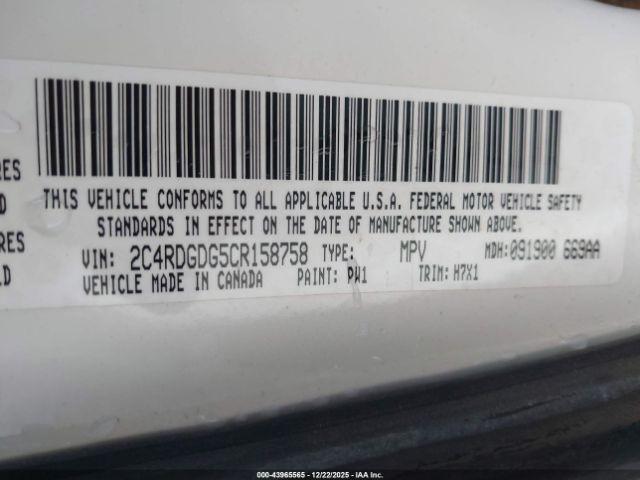 RES
THIS VEHICLE CONFORMS TO ALL APPLICABLE U.S.A. FEDERAL MOTOR VEHICLE SAFETY
D
STANDARDS IN EFFECT ON THE DATE OF MANUFACTURE SHOWN ABOVE.
RES
VIN: 2C4RDGDG5CR158758 TYPE: MPV MDH:091900 669AA
D
VEHICLE MADE IN CANADA PAINT: PW1 TRIM: H7X1
000-43965565 - 12/22/2025 - IAA Inc.